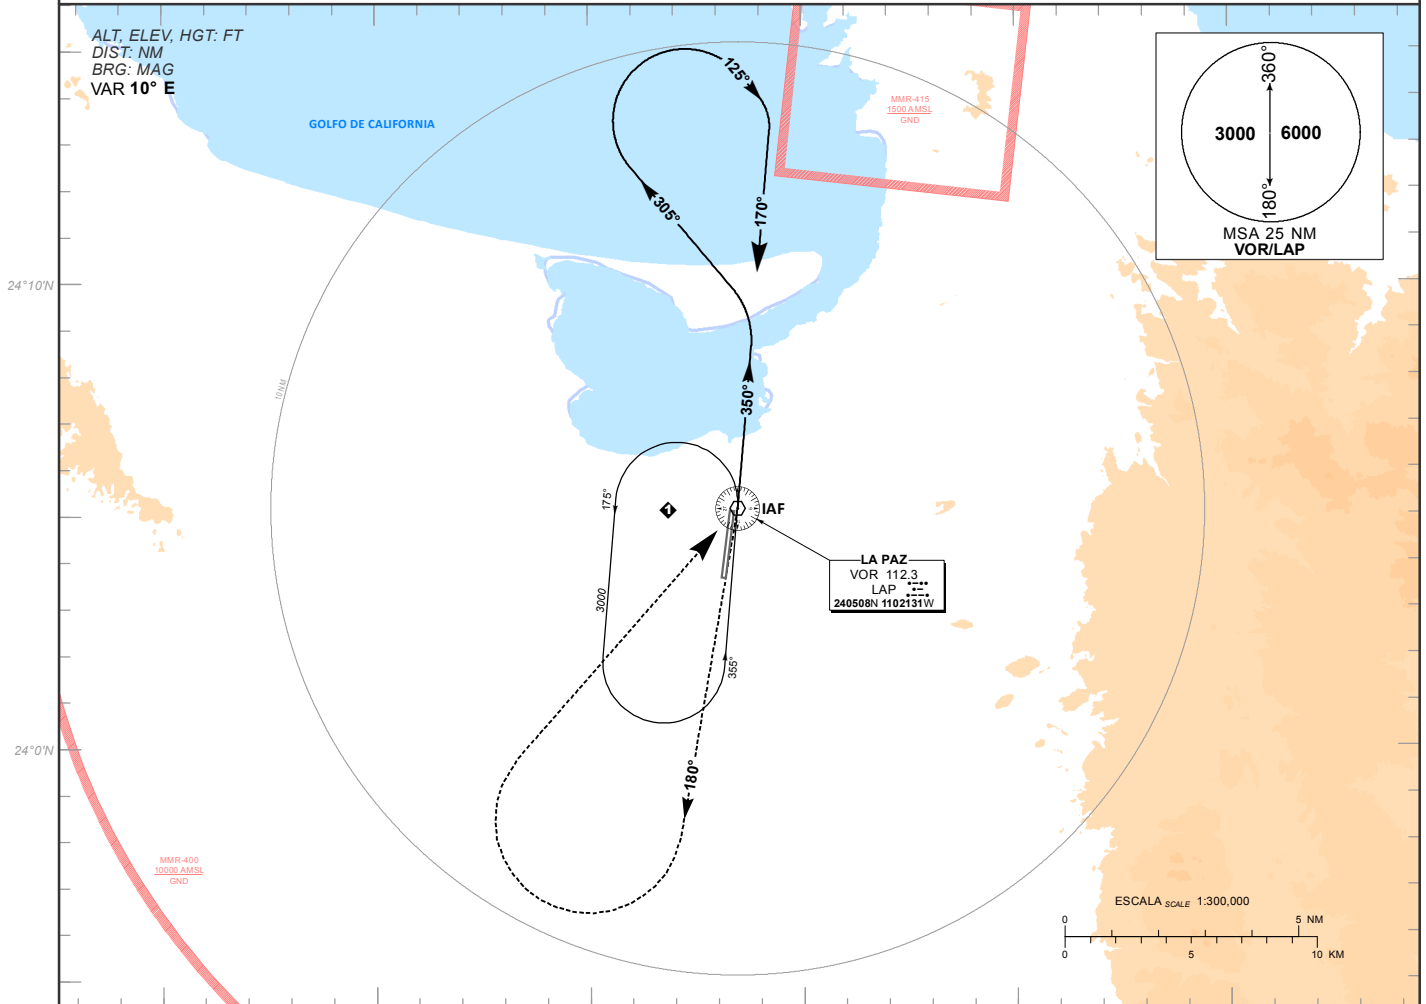 ALT, ELEV, HGT: FT
DIST: NM
BRG: MAG
VAR 10° E
GOLFO DE CALIFORNIA
125°
305°
170°
350°
MMR-415
1500 AMSL
GND
360°
3000 6000
180°
MSA 25 NM
VOR/LAP
24°10'N
10 NM
175°
1
IAF
3000
355°
LA PAZ
VOR 112.3
LAP
240508N 1102131W
24°0'N
180°
MMR-400
10000 AMSL
GND
ESCALA SCALE 1:300,000
0 5 NM
0 5 10 KM